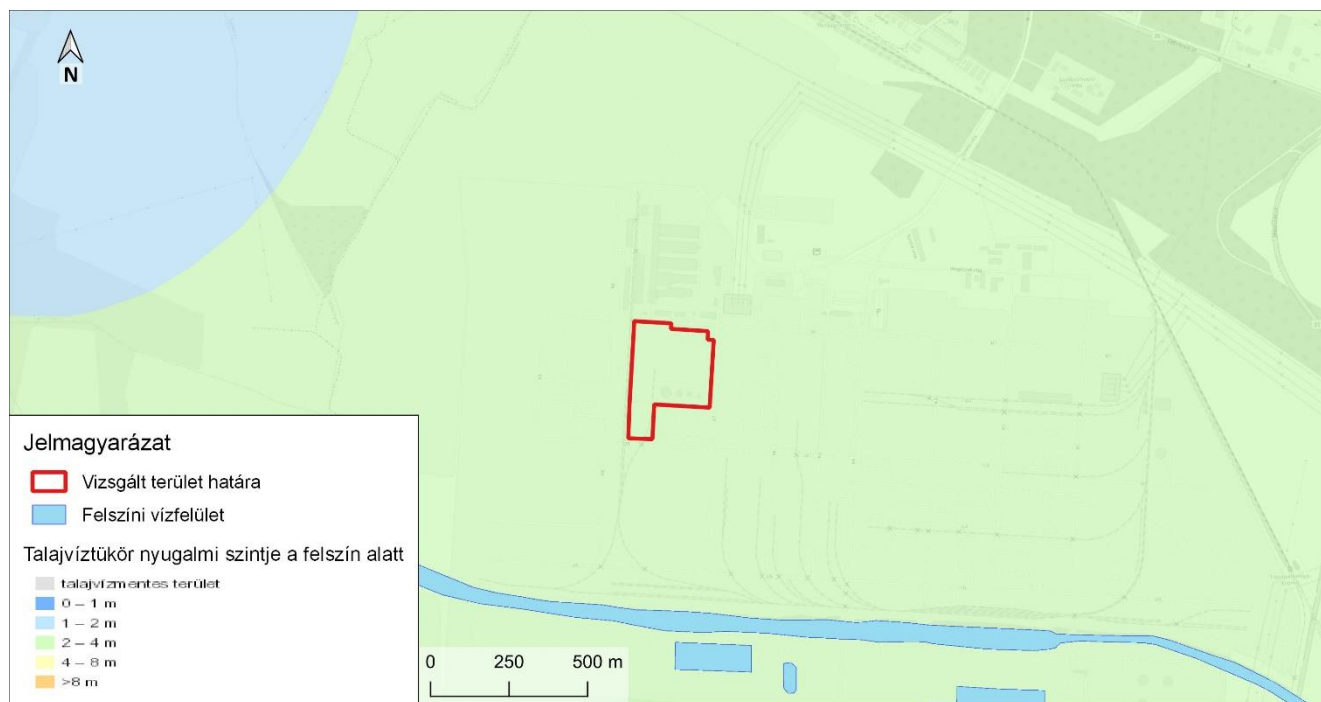 N
Jelmagyarázat
Vizsgált terület határa
Felszíni vízfelület
Talajvíztükör nyugalmi szintje a felszín alatt
talajvízmentes terület
0 – 1 m
1 – 2 m
2 – 4 m
4 – 8 m
>8 m
0 250 500 m